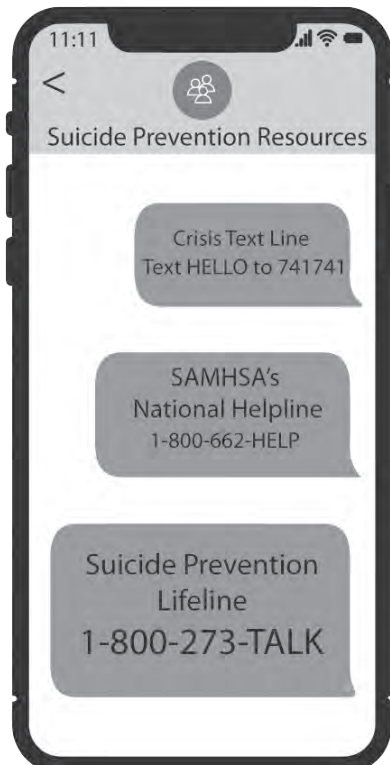 11:11
<
Suicide Prevention Resources
Crisis Text Line
Text HELLO to 741741
SAMHSA's
National Helpline
1-800-662-HELP
Suicide Prevention
Lifeline
1-800-273-TALK